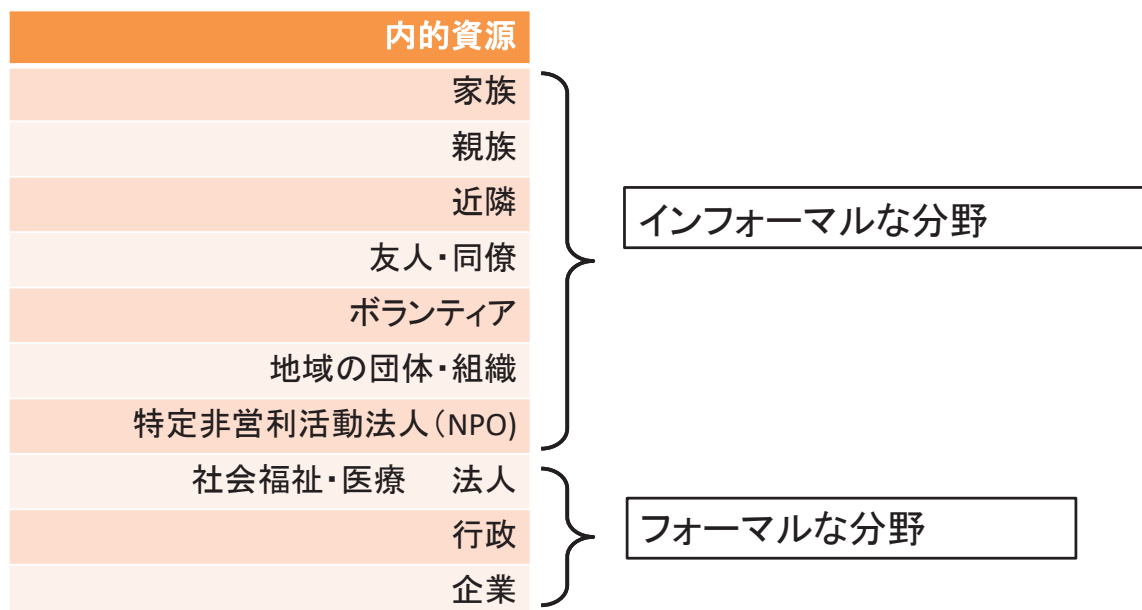 内的資源
家族
親族
近隣
友人・同僚
ボランティア
地域の団体・組織
特定非営利活動法人(NPO)
社会福祉・医療　法人
行政
企業
インフォーマルな分野
フォーマルな分野